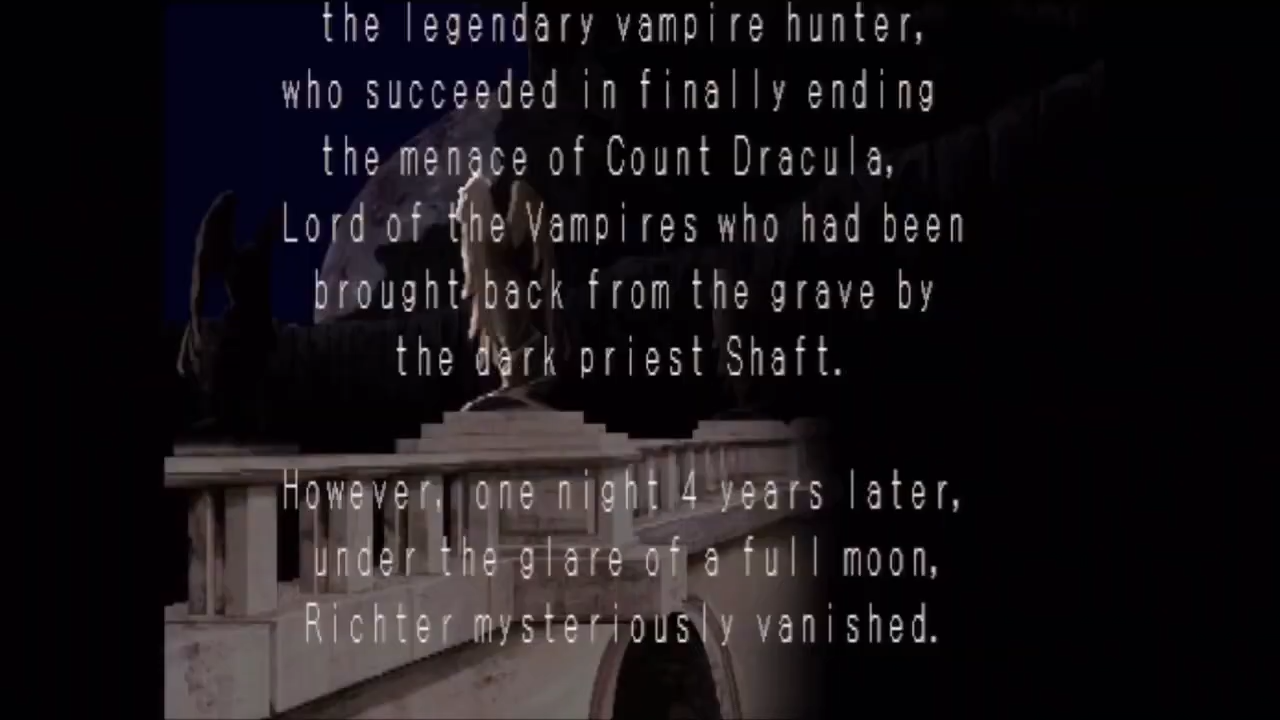 the legendary vampire hunter,
who succeeded in finally ending
the menace of Count Dracula,
Lord of the Vampires who had been
brought back from the grave by
the dark priest Shaft.
However, one night 4 years later,
under the glare of a full moon,
Richter mysteriously vanished.